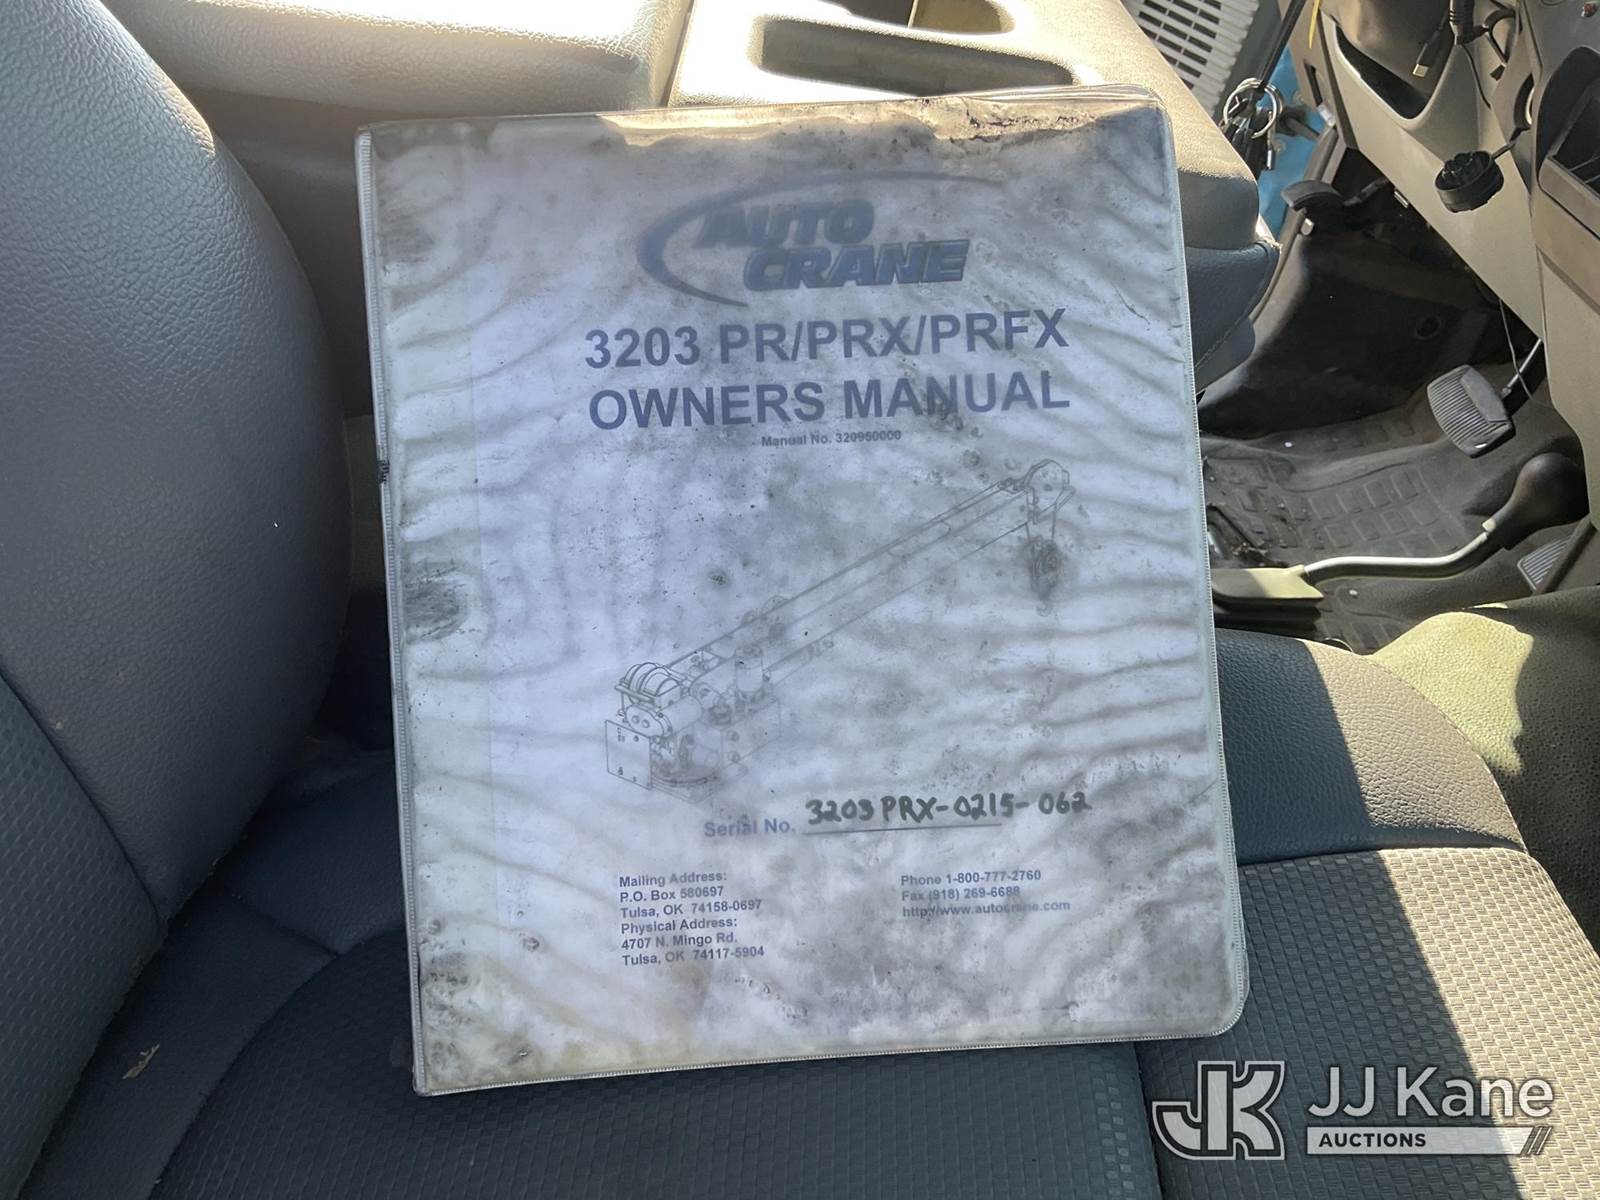 AUTO
CRANE
3203 PR/PRX/PRFX
OWNERS MANUAL
Manual No. 320960000
Serial No. 3203PRX-0215-062
Mailing Address:
P.O. Box 580697
Tulsa, OK 74158-0697
Physical Address:
4707 N. Mingo Rd.
Tulsa, OK 74117-5904
Phone 1-800-777-2760
Fax (918) 269-6688
http://www.autocrane.com
JK JJ Kane
AUCTIONS